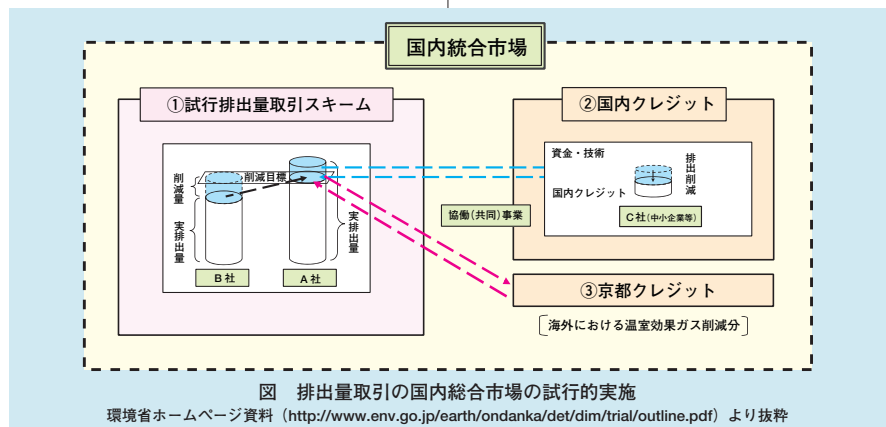 国内統合市場
①試行排出量取引スキーム
削減目標
削減量
実排出量
実排出量
B社
A社
②国内クレジット
資金・技術
国内クレジット
排出削減
C社(中小企業等)
協働(共同)事業
③京都クレジット
〔海外における温室効果ガス削減分〕
図 排出量取引の国内総合市場の試行的実施
環境省ホームページ資料（http://www.env.go.jp/earth/ondanka/det/dim/trial/outline.pdf）より抜粋